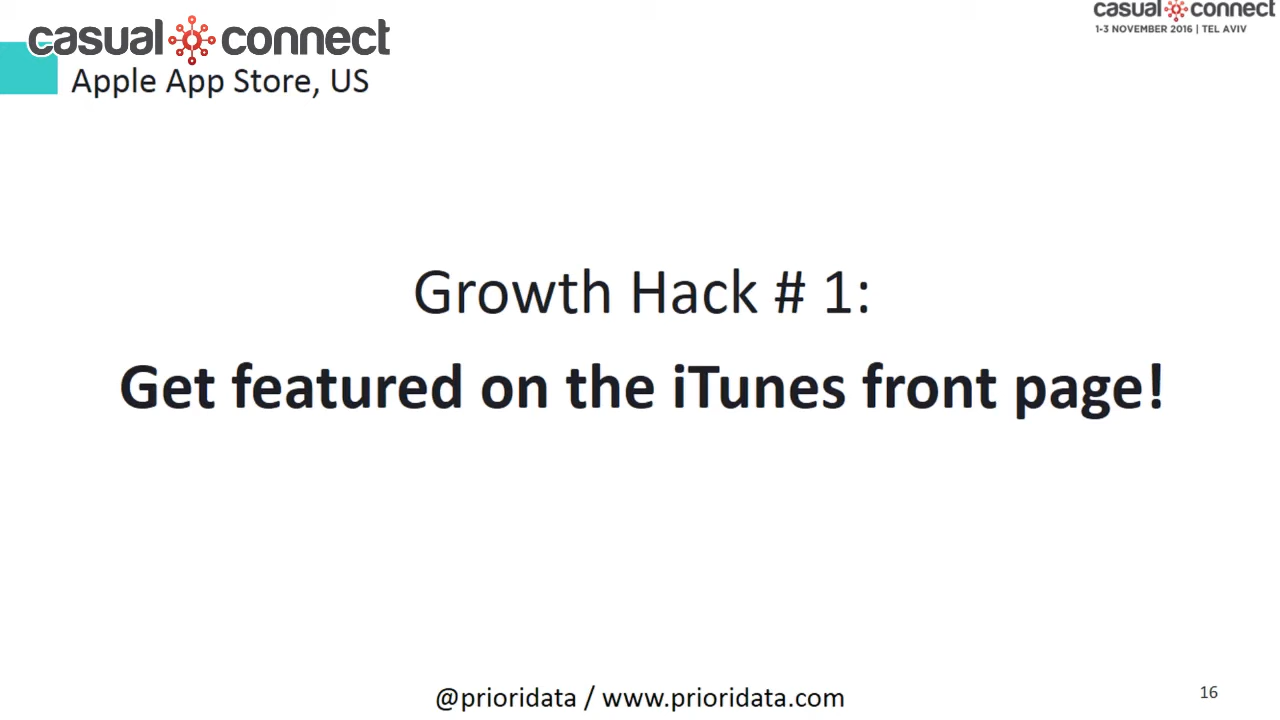 casual connect
casual connect
1-3 NOVEMBER 2016 | TEL AVIV
Apple App Store, US
Growth Hack # 1:
Get featured on the iTunes front page!
@prioridata / www.prioridata.com
16